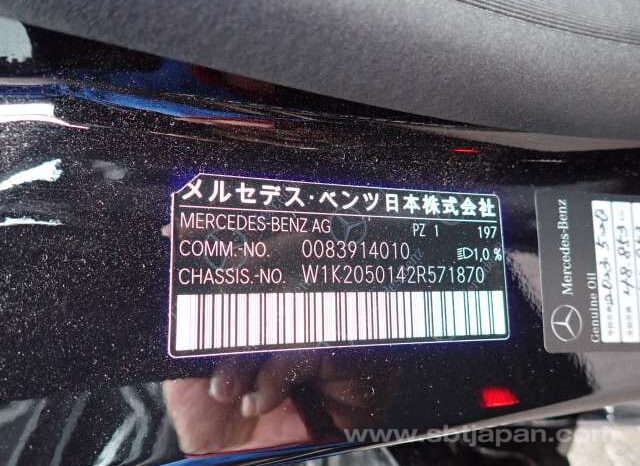 メルセデス・ベンツ日本株式会社
MERCEDES-BENZ AG PZ 1 197
COMM.-NO. 0083914010 1,0 %
CHASSIS.-NO. W1K2050142R571870
Mercedes-Benz
Genuine Oil
www.sbtjapan.com